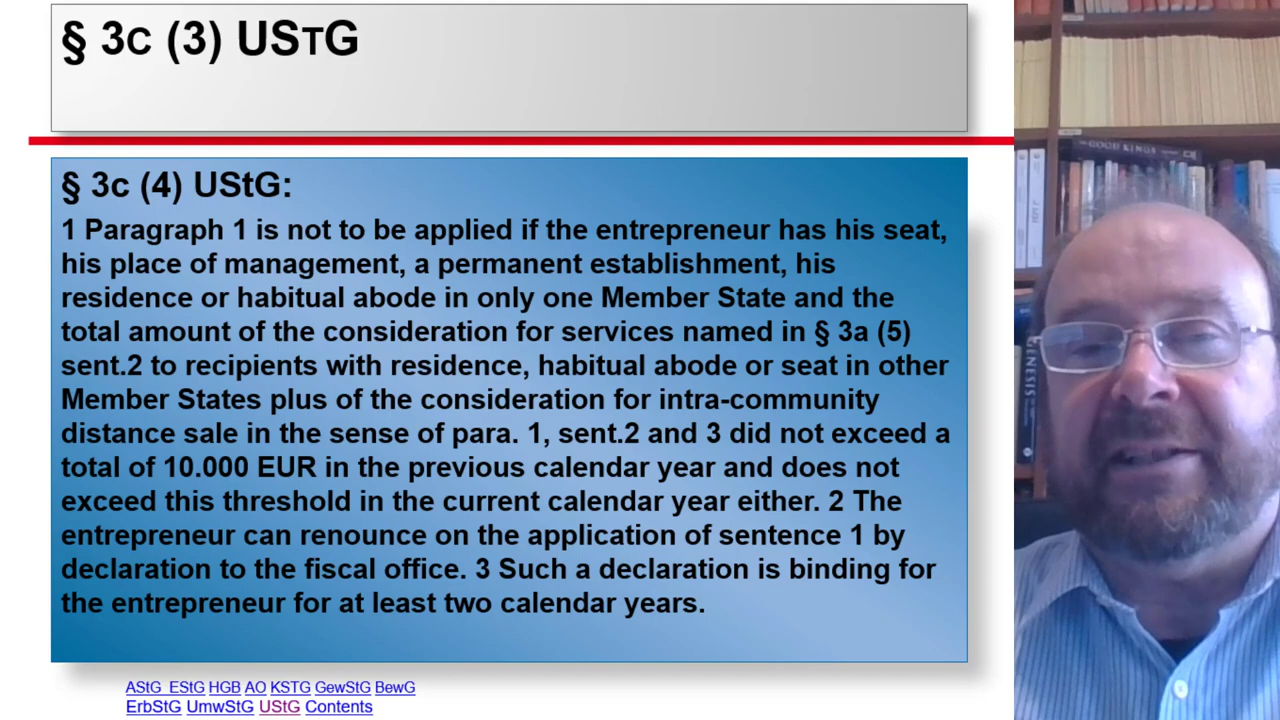 § 3C (3) USTG
§ 3c (4) UStG:
1 Paragraph 1 is not to be applied if the entrepreneur has his seat,
his place of management, a permanent establishment, his
residence or habitual abode in only one Member State and the
total amount of the consideration for services named in § 3a (5)
sent.2 to recipients with residence, habitual abode or seat in other
Member States plus of the consideration for intra-community
distance sale in the sense of para. 1, sent.2 and 3 did not exceed a
total of 10.000 EUR in the previous calendar year and does not
exceed this threshold in the current calendar year either. 2 The
entrepreneur can renounce on the application of sentence 1 by
declaration to the fiscal office. 3 Such a declaration is binding for
the entrepreneur for at least two calendar years.
AStG EStG HGB AO KSTG GewStG BewG
ErbStG UmwStG UStG Contents
THE GOOD KINGS
GENESIS